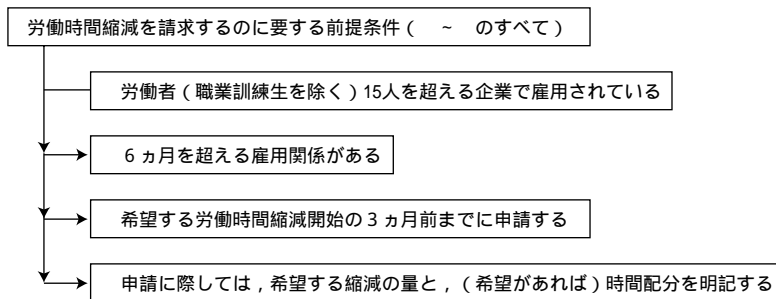 労働時間縮減を請求するのに要する前提条件( ~ のすべて)
労働者(職業訓練生を除く)15人を超える企業で雇用されている
6ヵ月を超える雇用関係がある
希望する労働時間縮減開始の3ヵ月前までに申請する
申請に際しては,希望する縮減の量と,(希望があれば)時間配分を明記する